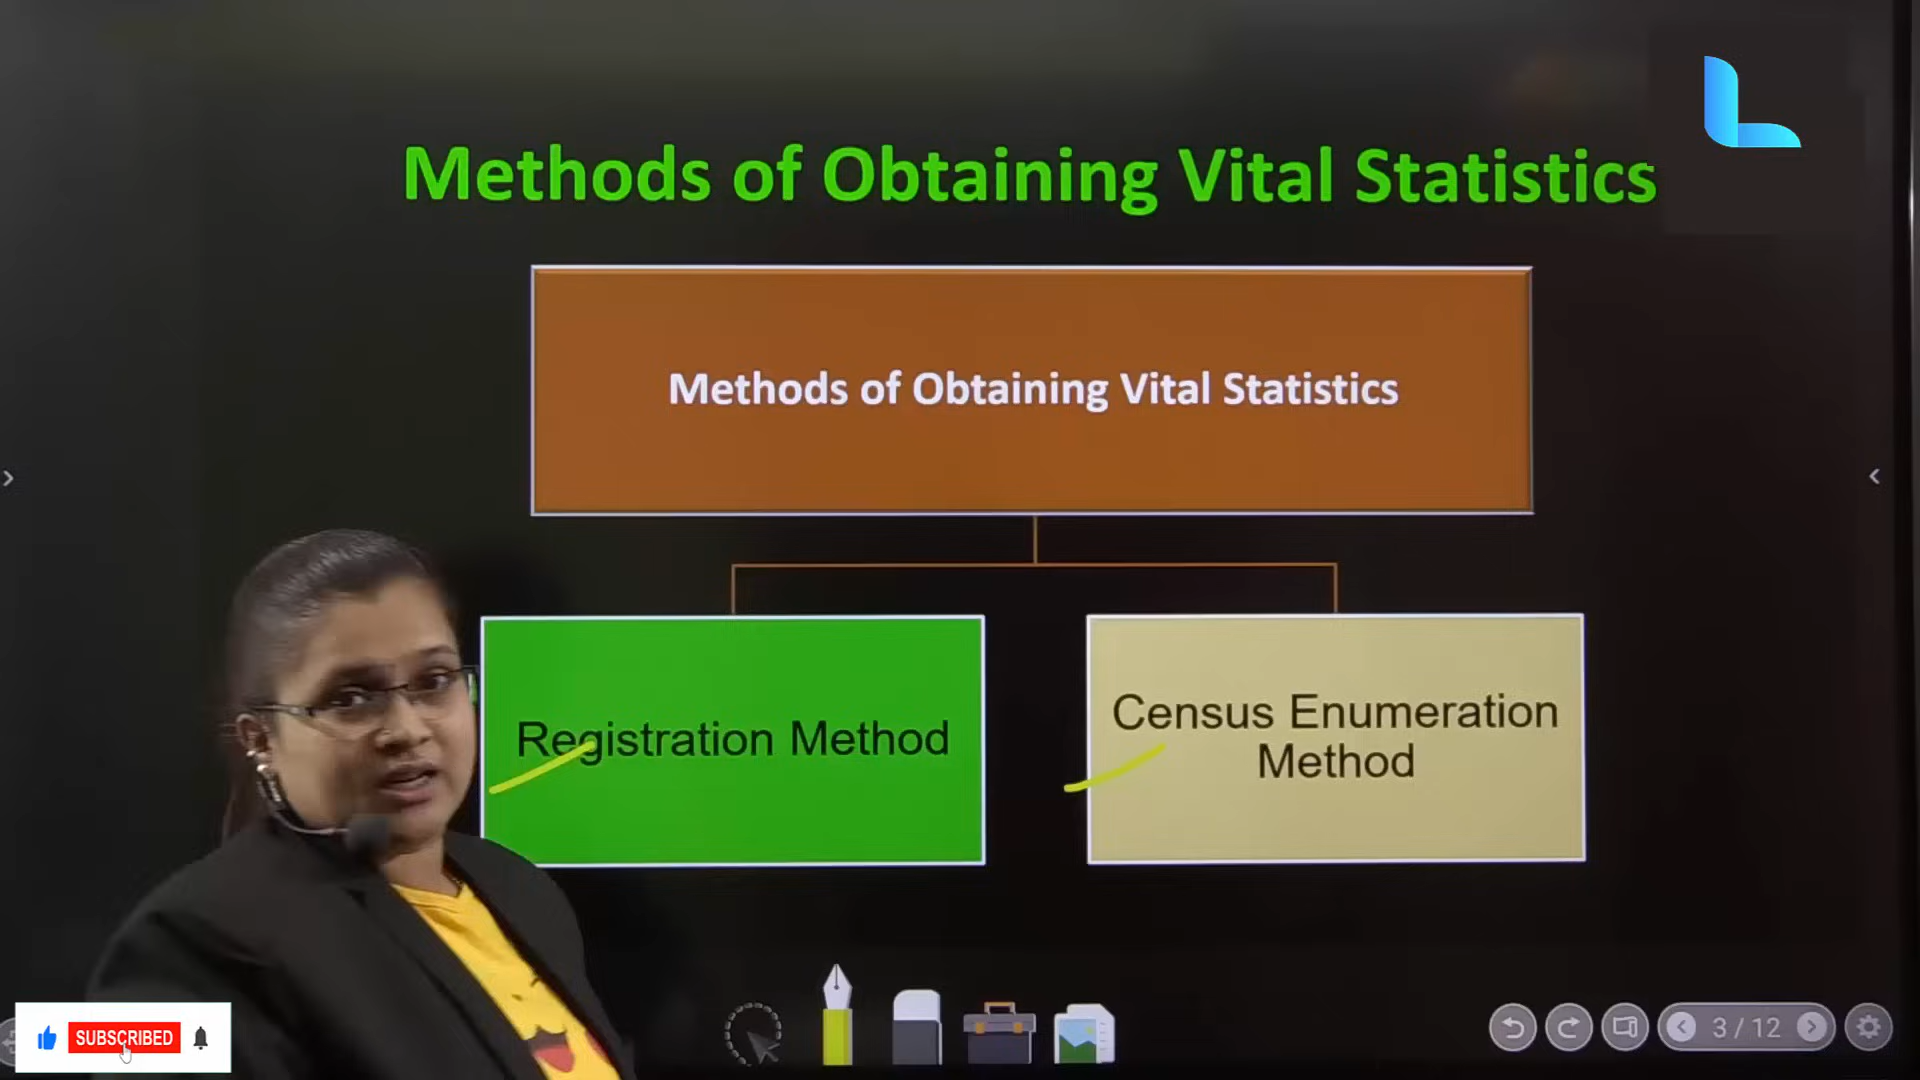 Methods of Obtaining Vital Statistics
Methods of Obtaining Vital Statistics
Registration Method
Census Enumeration
Method
SUBSCRIBED
3 / 12